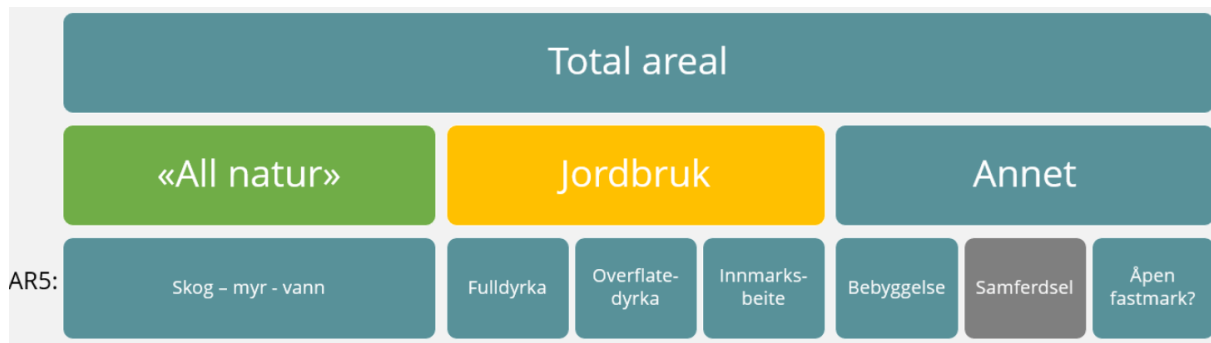 Total areal
«All natur»
Jordbruk
Annet
AR5:
Skog – myr - vann
Fulldyrka
Overflate-
dyrka
Innmarks-
beite
Bebyggelse
Samferdsel
Åpen
fastmark?